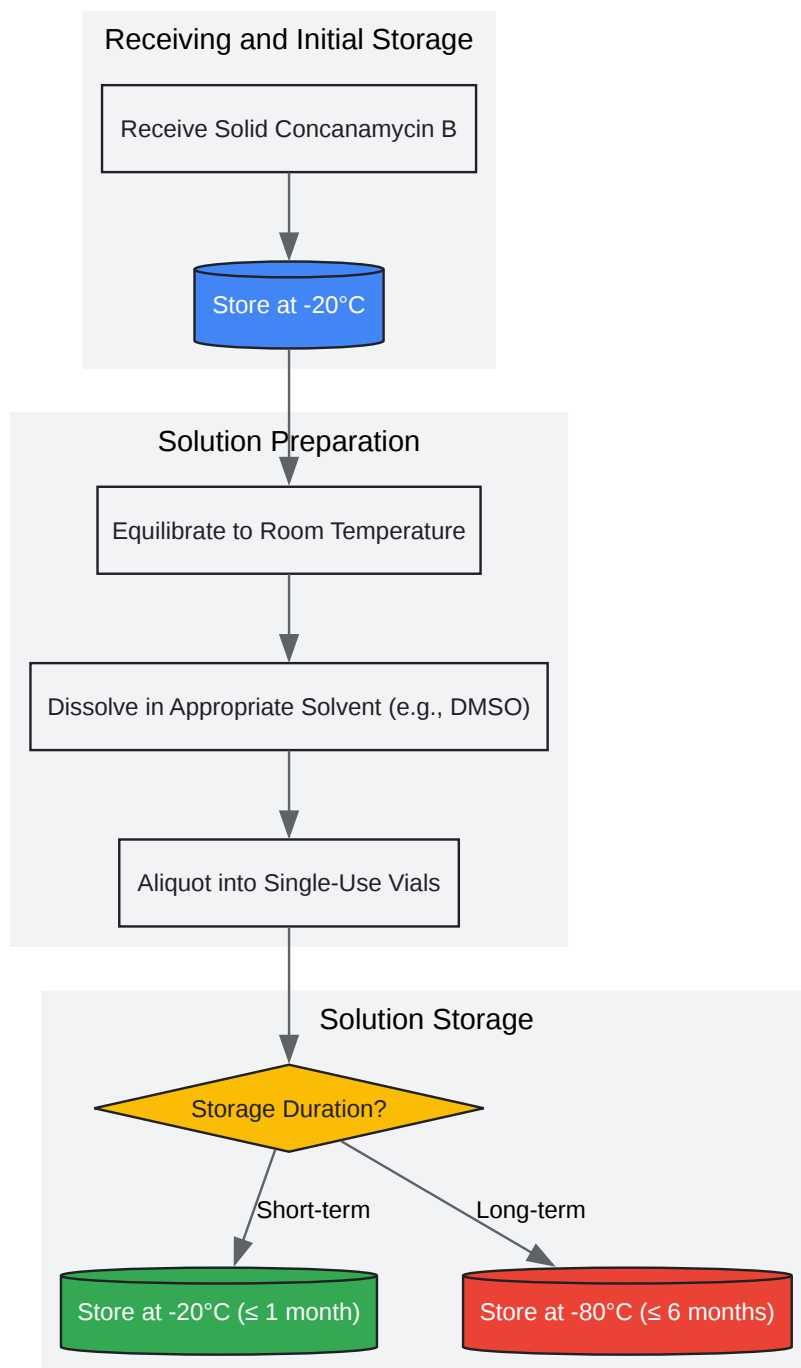 Receiving and Initial Storage
Receive Solid Concanamycin B
Store at -20°C
Solution Preparation
Equilibrate to Room Temperature
Dissolve in Appropriate Solvent (e.g., DMSO)
Aliquot into Single-Use Vials
Solution Storage
Storage Duration?
Short-term
Long-term
Store at -20°C (≤ 1 month)
Store at -80°C (≤ 6 months)